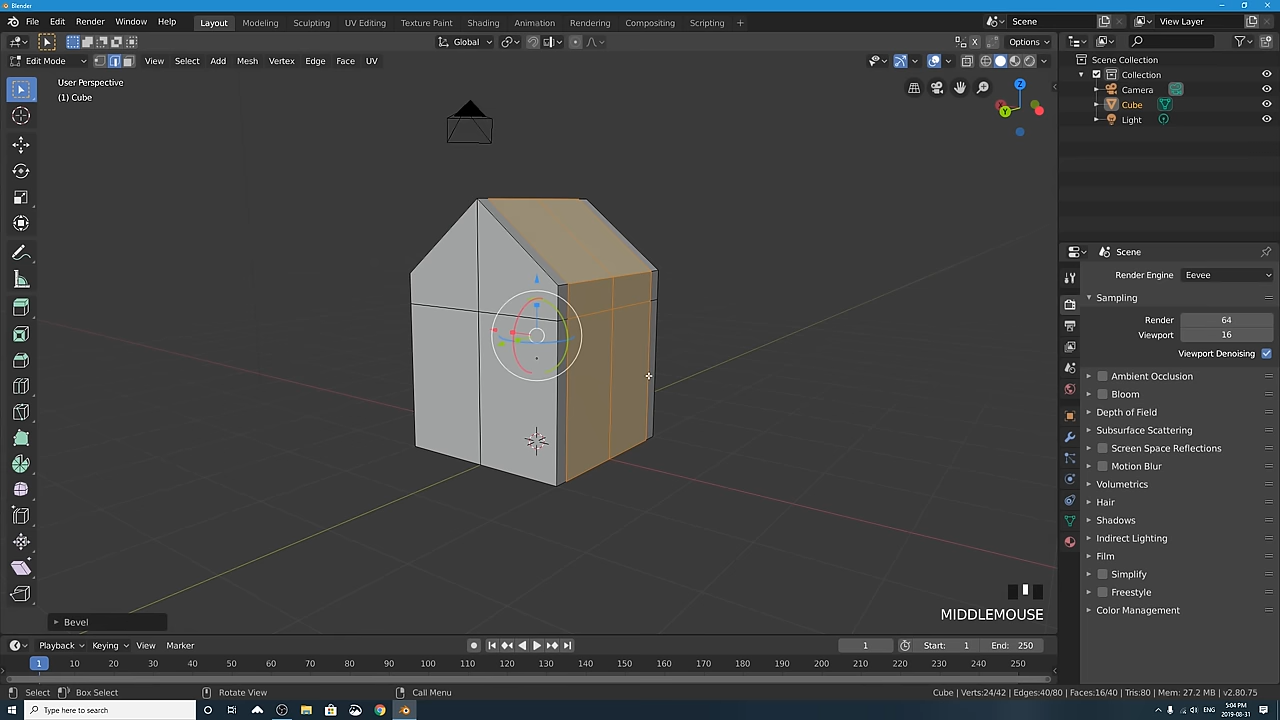 Blender
File Edit Render Window Help Layout Modeling Sculpting UV Editing Texture Paint Shading Animation Rendering Compositing Scripting + Scene View Layer
Global X Options
Edit Mode View Select Add Mesh Vertex Edge Face UV
User Perspective
(1) Cube
Z
Y
Scene Collection
Collection
Camera
Cube
Light
Scene
Render Engine Eevee
Sampling
Render 64
Viewport 16
Viewport Denoising
Ambient Occlusion
Bloom
Depth of Field
Subsurface Scattering
Screen Space Reflections
Motion Blur
Volumetrics
Hair
Shadows
Indirect Lighting
Film
Simplify
Freestyle
Color Management
MIDDLEMOUSE
Bevel
Playback Keying View Marker 1 Start: 1 End: 250
1 10 20 30 40 50 60 70 80 90 100 110 120 130 140 150 160 170 180 190 200 210 220 230 240 250
Select Box Select Rotate View Call Menu Cube | Verts:24/42 | Edges:40/80 | Faces:16/40 | Tris:80 | Mem: 27.2 MB | v2.80.75
Type here to search ENG 5:04 PM
2019-08-31